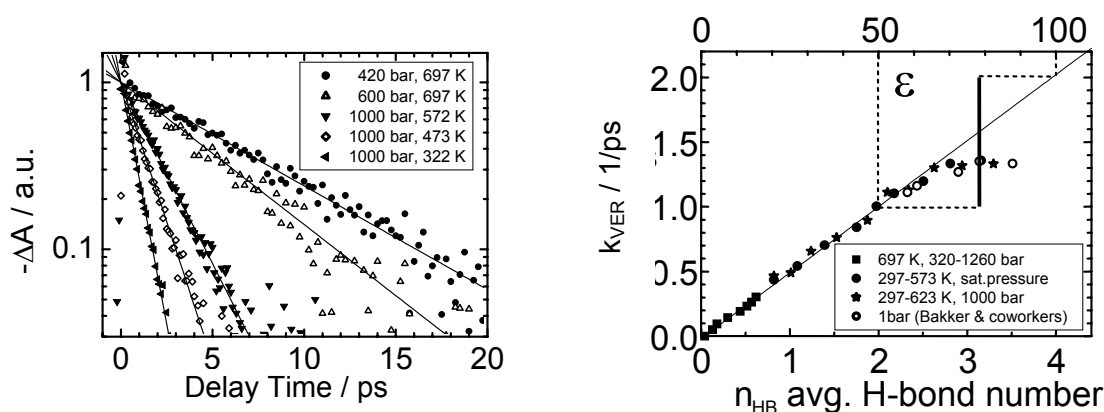 1
0.1
-ΔA / a.u.
0 5 10 15 20
Delay Time / ps
420 bar, 697 K
600 bar, 697 K
1000 bar, 572 K
1000 bar, 473 K
1000 bar, 322 K
0 50 100
ε
2.0
1.5
1.0
0.5
0.0
k_VER / 1/ps
697 K, 320-1260 bar
297-573 K, sat.pressure
297-623 K, 1000 bar
1bar (Bakker & coworkers)
0 1 2 3 4
n_HB avg. H-bond number